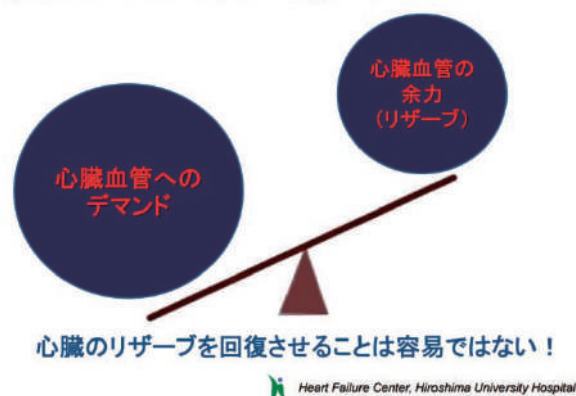 心臓血管の
余力
(リザーブ)
心臓血管への
デマンド
心臓のリザーブを回復させることは容易ではない！
Heart Failure Center, Hiroshima University Hospital